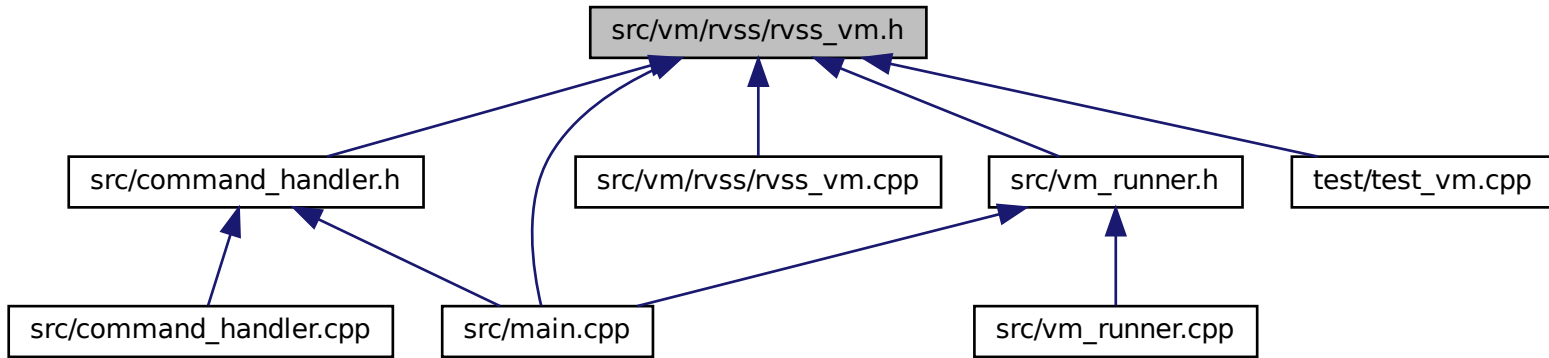 src/vm/rvss/rvss_vm.h
src/command_handler.h
src/vm/rvss/rvss_vm.cpp
src/vm_runner.h
test/test_vm.cpp
src/command_handler.cpp
src/main.cpp
src/vm_runner.cpp